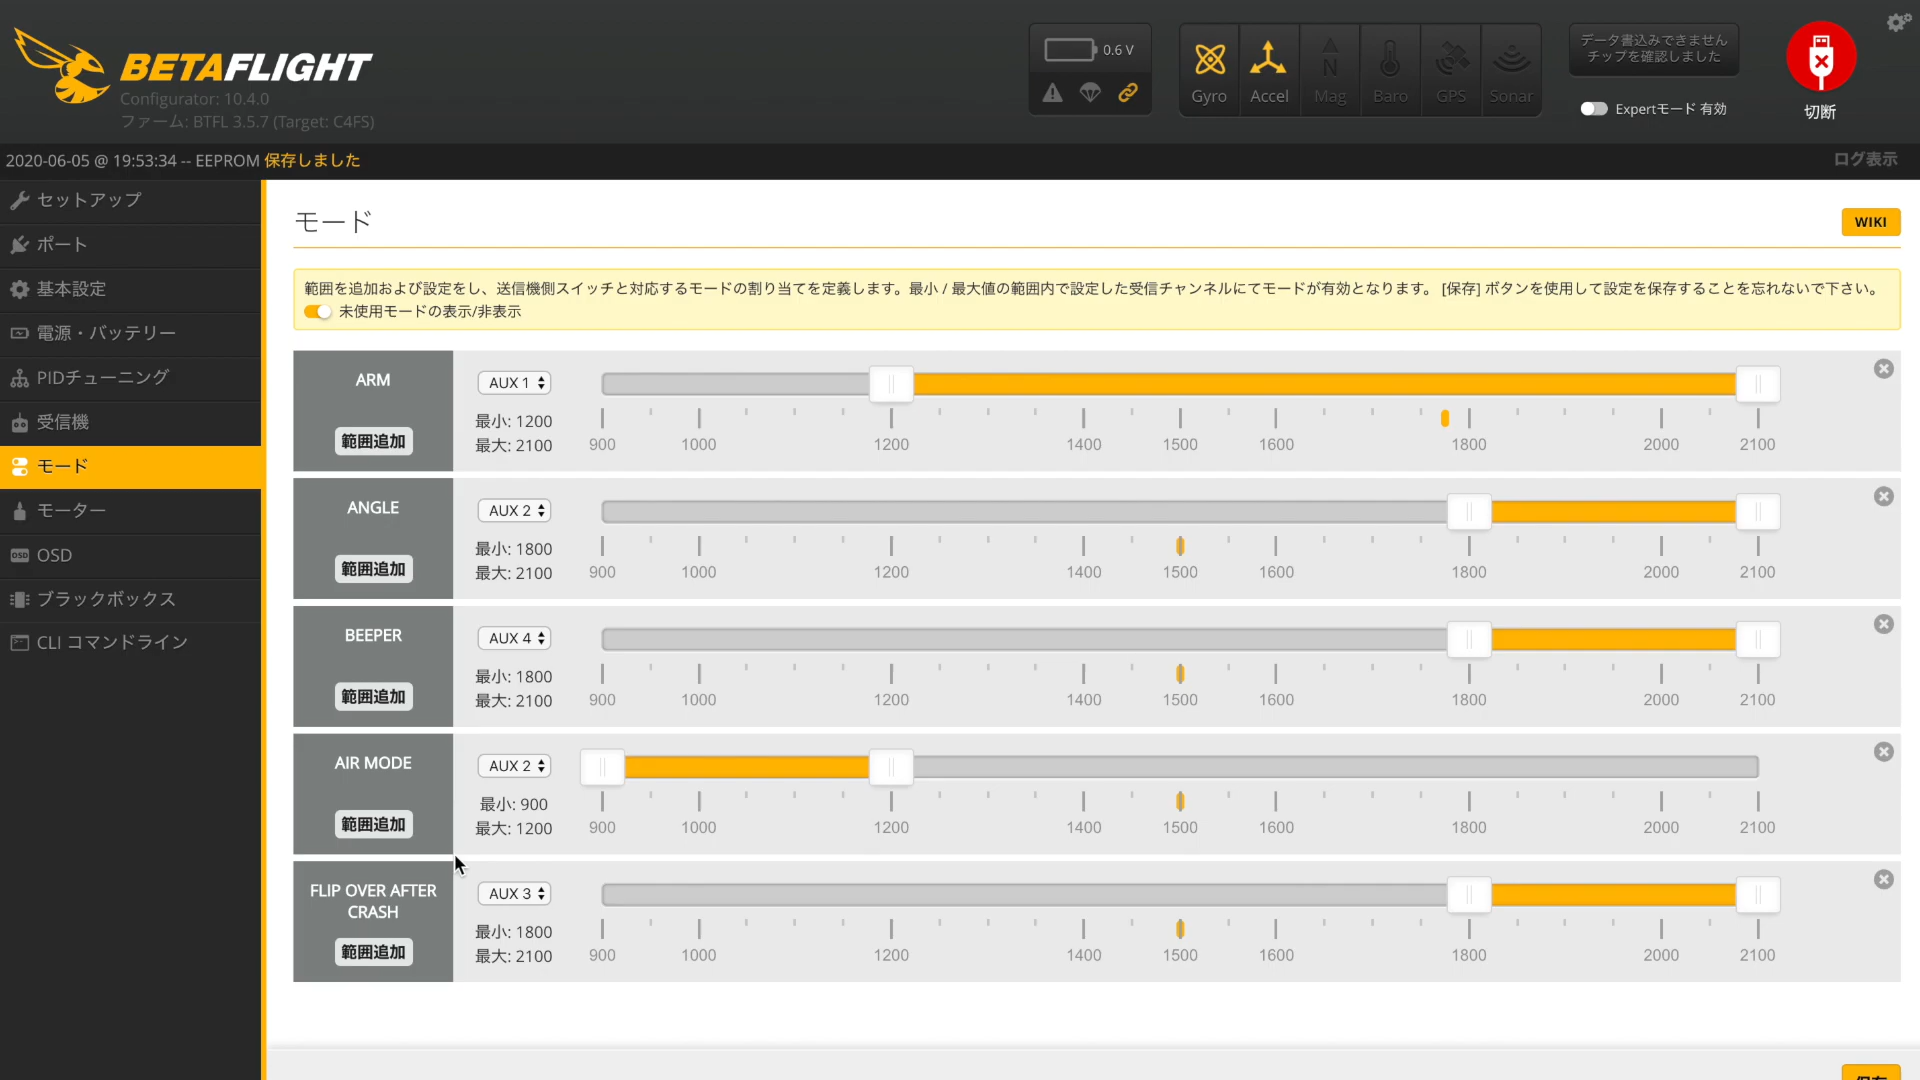 BETAFLIGHT
Configurator: 10.4.0
ファーム: BTFL 3.5.7 (Target: C4FS)
0.6 V
Gyro
Accel
Mag
Baro
GPS
Sonar
データ書込みできません
チップを確認しました
Expertモード 有効
切断
2020-06-05 @ 19:53:34 -- EEPROM 保存しました
ログ表示
セットアップ
ポート
基本設定
電源・バッテリー
PIDチューニング
受信機
モード
モーター
OSD
ブラックボックス
CLI コマンドライン
モード
WIKI
範囲を追加および設定をし、送信機側スイッチと対応するモードの割り当てを定義します。最小 / 最大値の範囲内で設定した受信チャンネルにてモードが有効となります。 [保存] ボタンを使用して設定を保存することを忘れないで下さい。
未使用モードの表示/非表示
ARM
範囲追加
AUX 1
最小: 1200
最大: 2100
900 1000 1200 1400 1500 1600 1800 2000 2100
ANGLE
範囲追加
AUX 2
最小: 1800
最大: 2100
900 1000 1200 1400 1500 1600 1800 2000 2100
BEEPER
範囲追加
AUX 4
最小: 1800
最大: 2100
900 1000 1200 1400 1500 1600 1800 2000 2100
AIR MODE
範囲追加
AUX 2
最小: 900
最大: 1200
900 1000 1200 1400 1500 1600 1800 2000 2100
FLIP OVER AFTER
CRASH
範囲追加
AUX 3
最小: 1800
最大: 2100
900 1000 1200 1400 1500 1600 1800 2000 2100